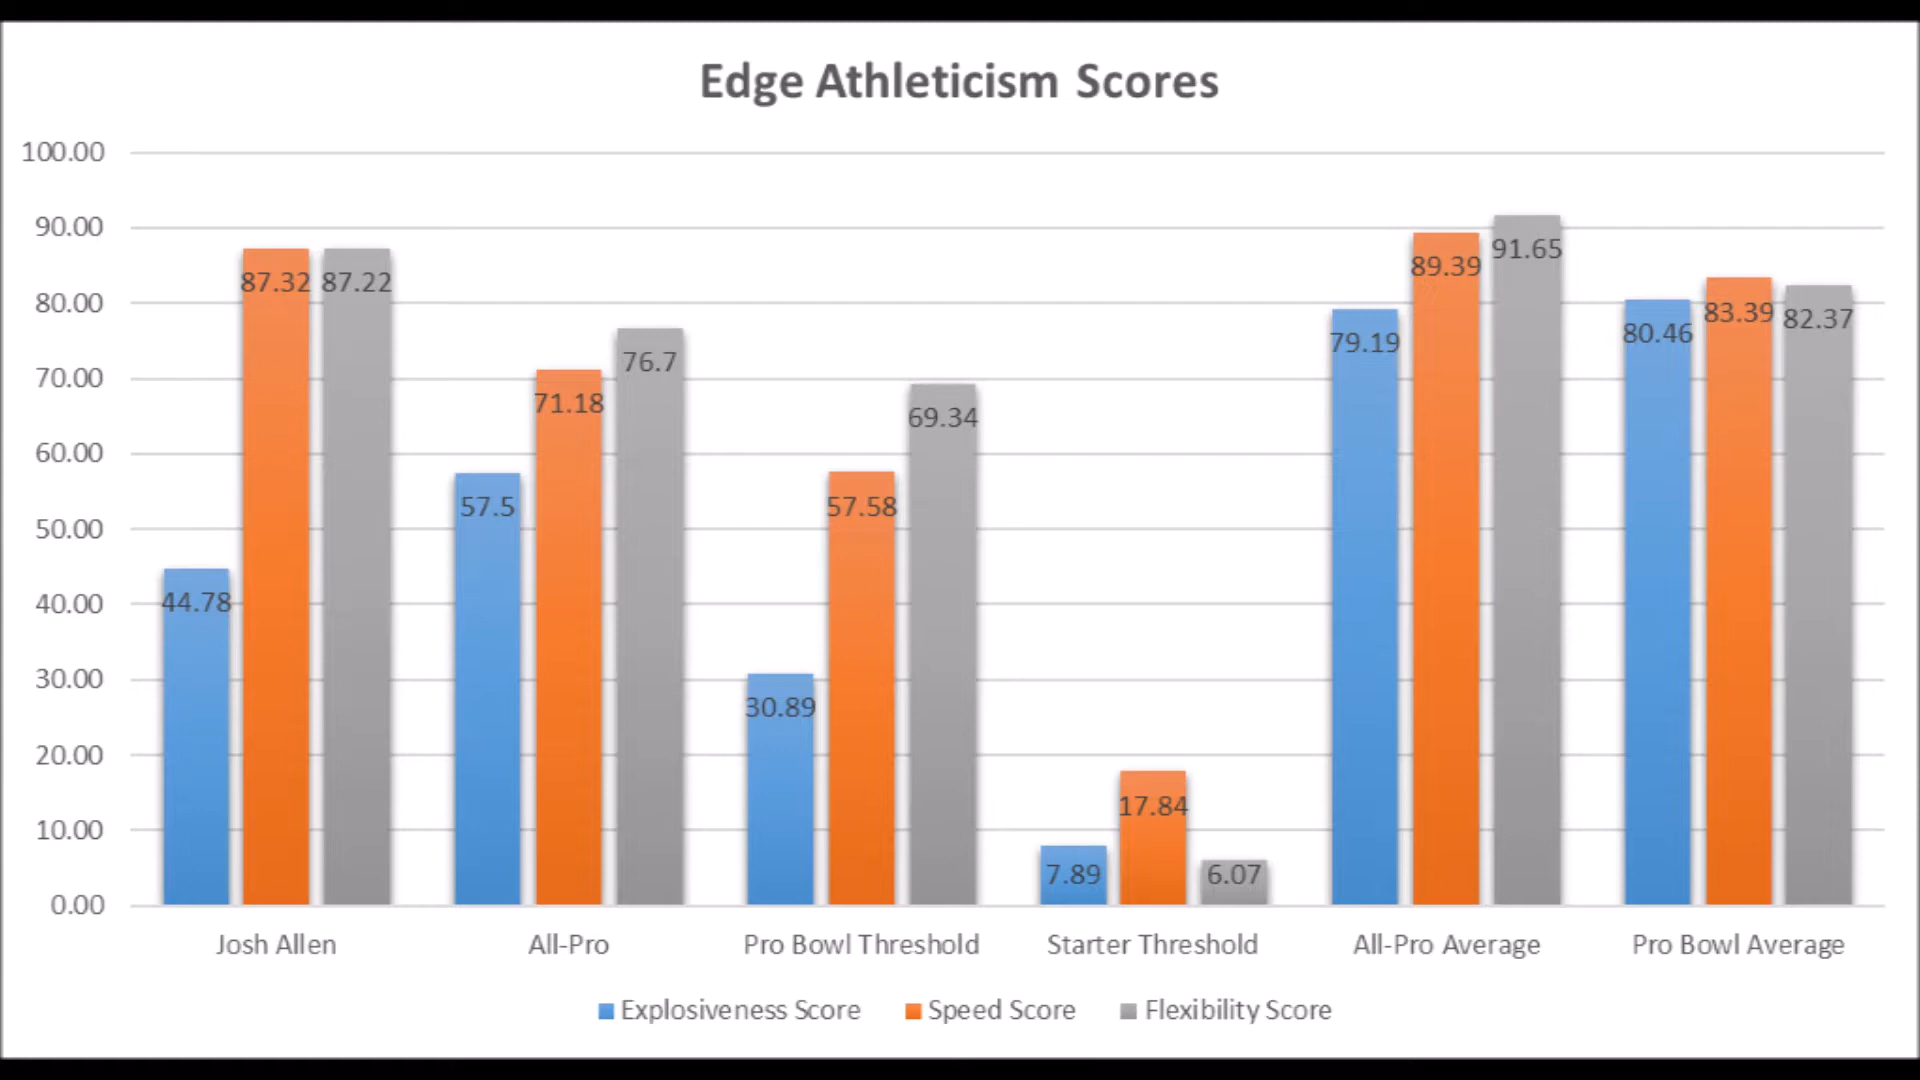 Edge Athleticism Scores
100.00
90.00
80.00
70.00
60.00
50.00
40.00
30.00
20.00
10.00
0.00
44.78
87.32
87.22
57.5
71.18
76.7
30.89
57.58
69.34
7.89
17.84
6.07
79.19
89.39
91.65
80.46
83.39
82.37
Josh Allen
All-Pro
Pro Bowl Threshold
Starter Threshold
All-Pro Average
Pro Bowl Average
Explosiveness Score
Speed Score
Flexibility Score